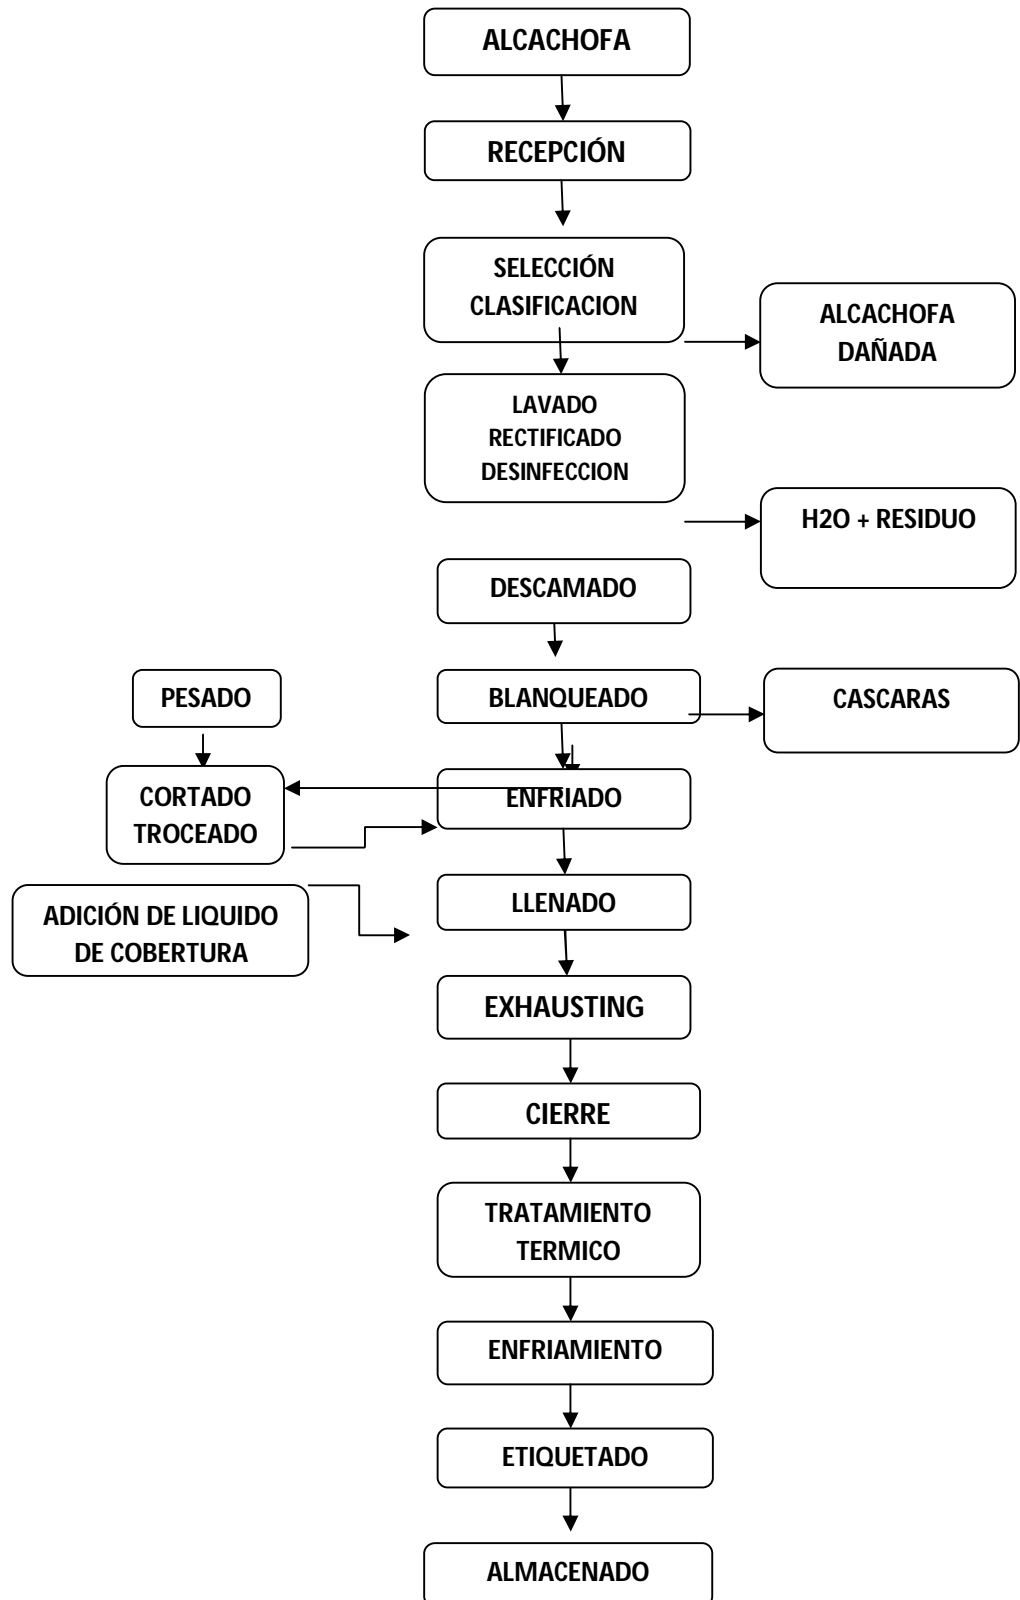 ALCACHOFA
RECEPCIÓN
SELECCIÓN
CLASIFICACION
ALCACHOFA
DAÑADA
LAVADO
RECTIFICADO
DESINFECCION
H2O + RESIDUO
DESCAMADO
PESADO
BLANQUEADO
CASCARAS
CORTADO
TROCEADO
ENFRIADO
LLENADO
ADICIÓN DE LIQUIDO
DE COBERTURA
EXHAUSTING
CIERRE
TRATAMIENTO
TERMICO
ENFRIAMIENTO
ETIQUETADO
ALMACENADO